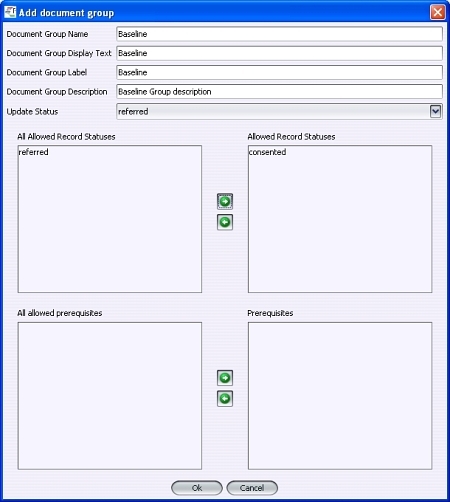 Add document group
Document Group Name Baseline
Document Group Display Text Baseline
Document Group Label Baseline
Document Group Description Baseline Group description
Update Status referred
All Allowed Record Statuses Allowed Record Statuses
referred consented
All allowed prerequisites Prerequisites
Ok Cancel